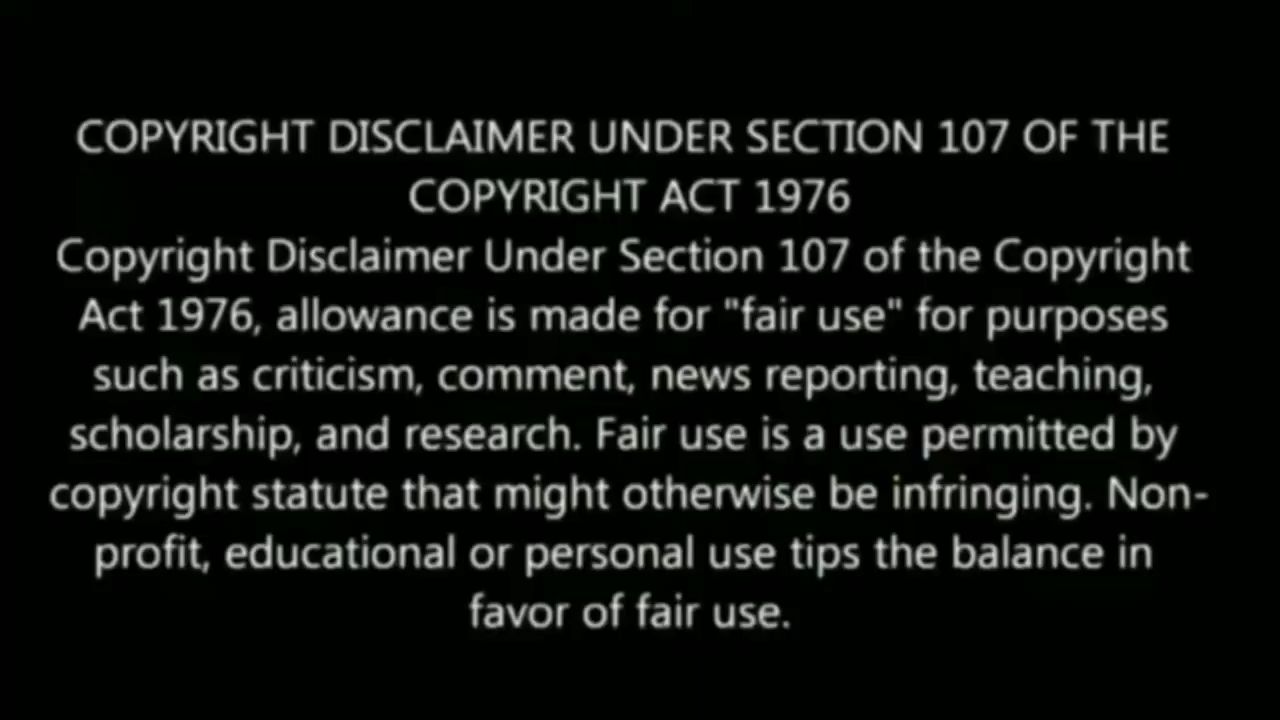 COPYRIGHT DISCLAIMER UNDER SECTION 107 OF THE
COPYRIGHT ACT 1976
Copyright Disclaimer Under Section 107 of the Copyright
Act 1976, allowance is made for "fair use" for purposes
such as criticism, comment, news reporting, teaching,
scholarship, and research. Fair use is a use permitted by
copyright statute that might otherwise be infringing. Non-
profit, educational or personal use tips the balance in
favor of fair use.